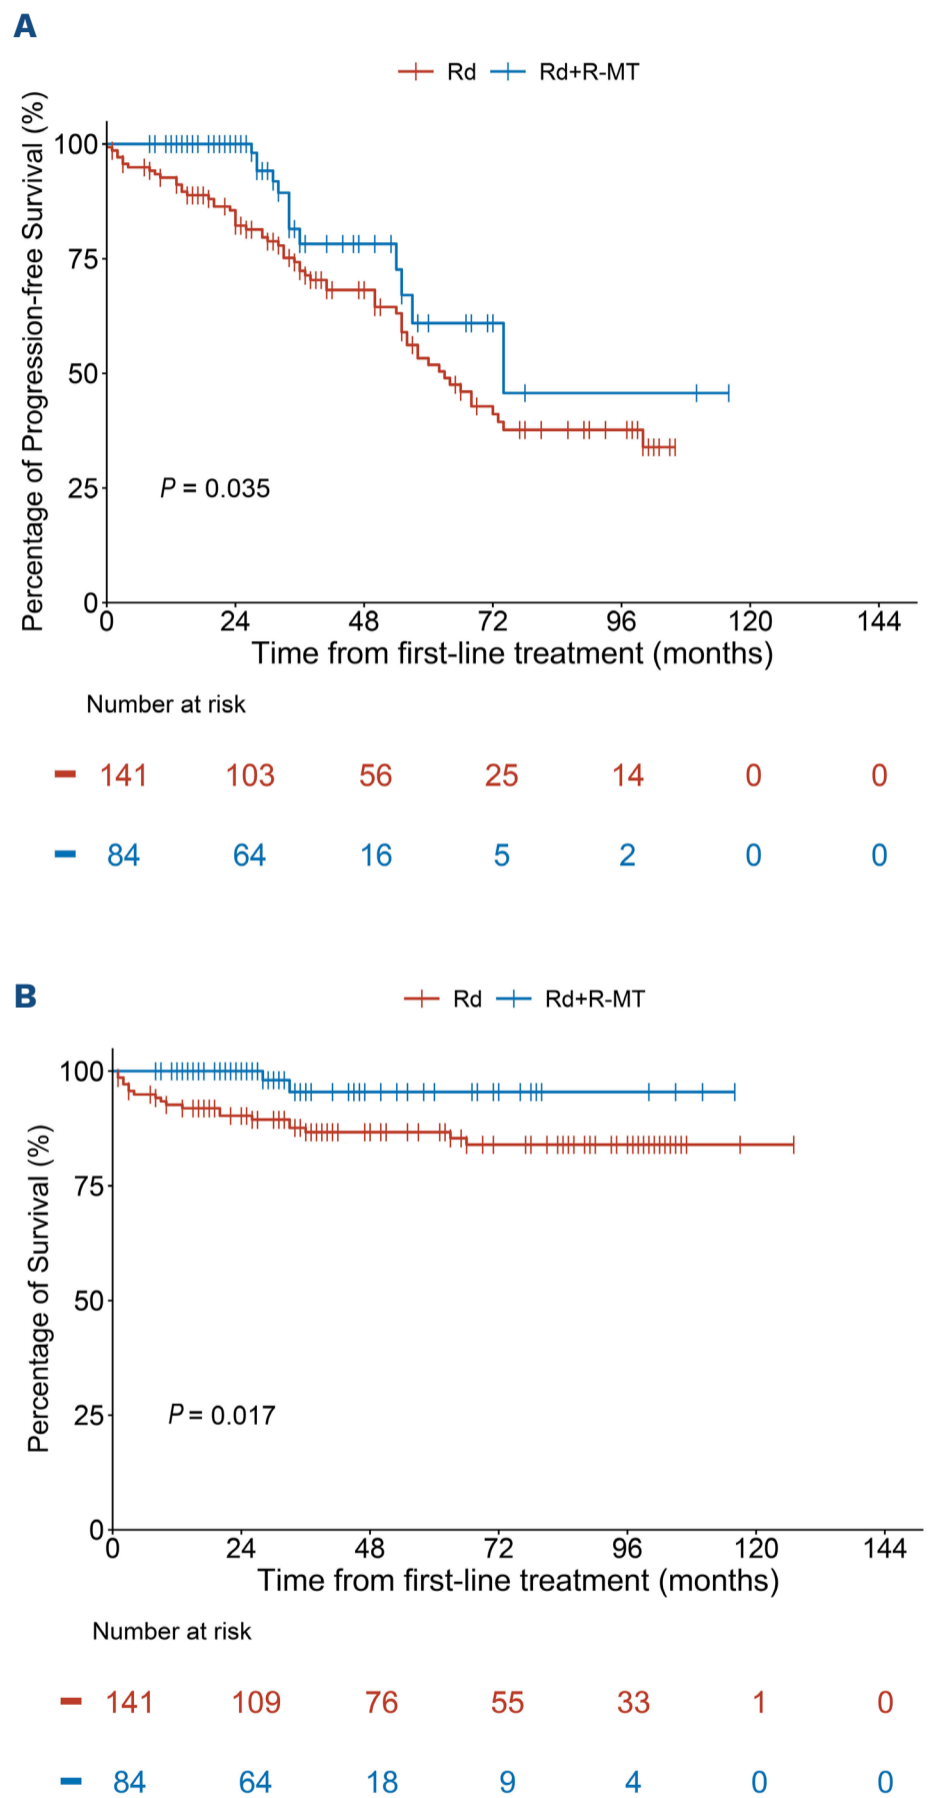 A
Rd Rd+R-MT
Percentage of Progression-free Survival (%)
100
75
50
25
0
P = 0.035
0 24 48 72 96 120 144
Time from first-line treatment (months)
Number at risk
141 103 56 25 14 0 0
84 64 16 5 2 0 0
B
Rd Rd+R-MT
Percentage of Survival (%)
100
75
50
25
0
P = 0.017
0 24 48 72 96 120 144
Time from first-line treatment (months)
Number at risk
141 109 76 55 33 1 0
84 64 18 9 4 0 0